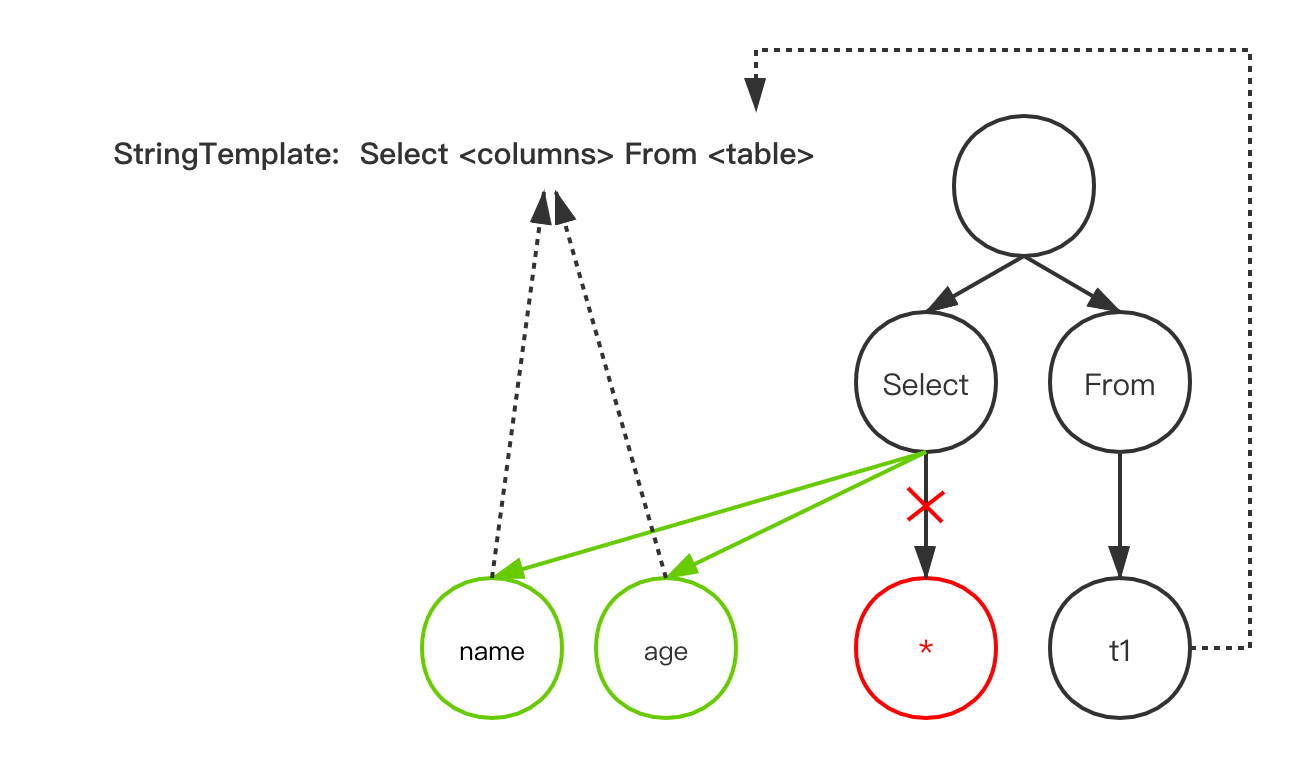 StringTemplate: Select <columns> From <table>
Select
From
name
age
*
t1